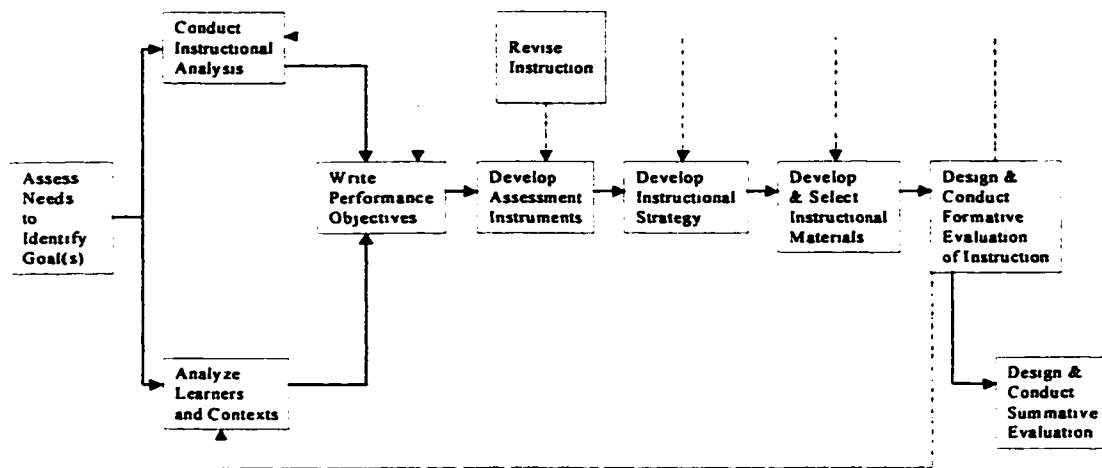 Conduct
Instructional
Analysis
Revise
Instruction
Assess
Needs
to
Identify
Goal(s)
Write
Performance
Objectives
Develop
Assessment
Instruments
Develop
Instructional
Strategy
Develop
& Select
Instructional
Materials
Design &
Conduct
Formative
Evaluation
of Instruction
Analyze
Learners
and Contexts
Design &
Conduct
Summative
Evaluation